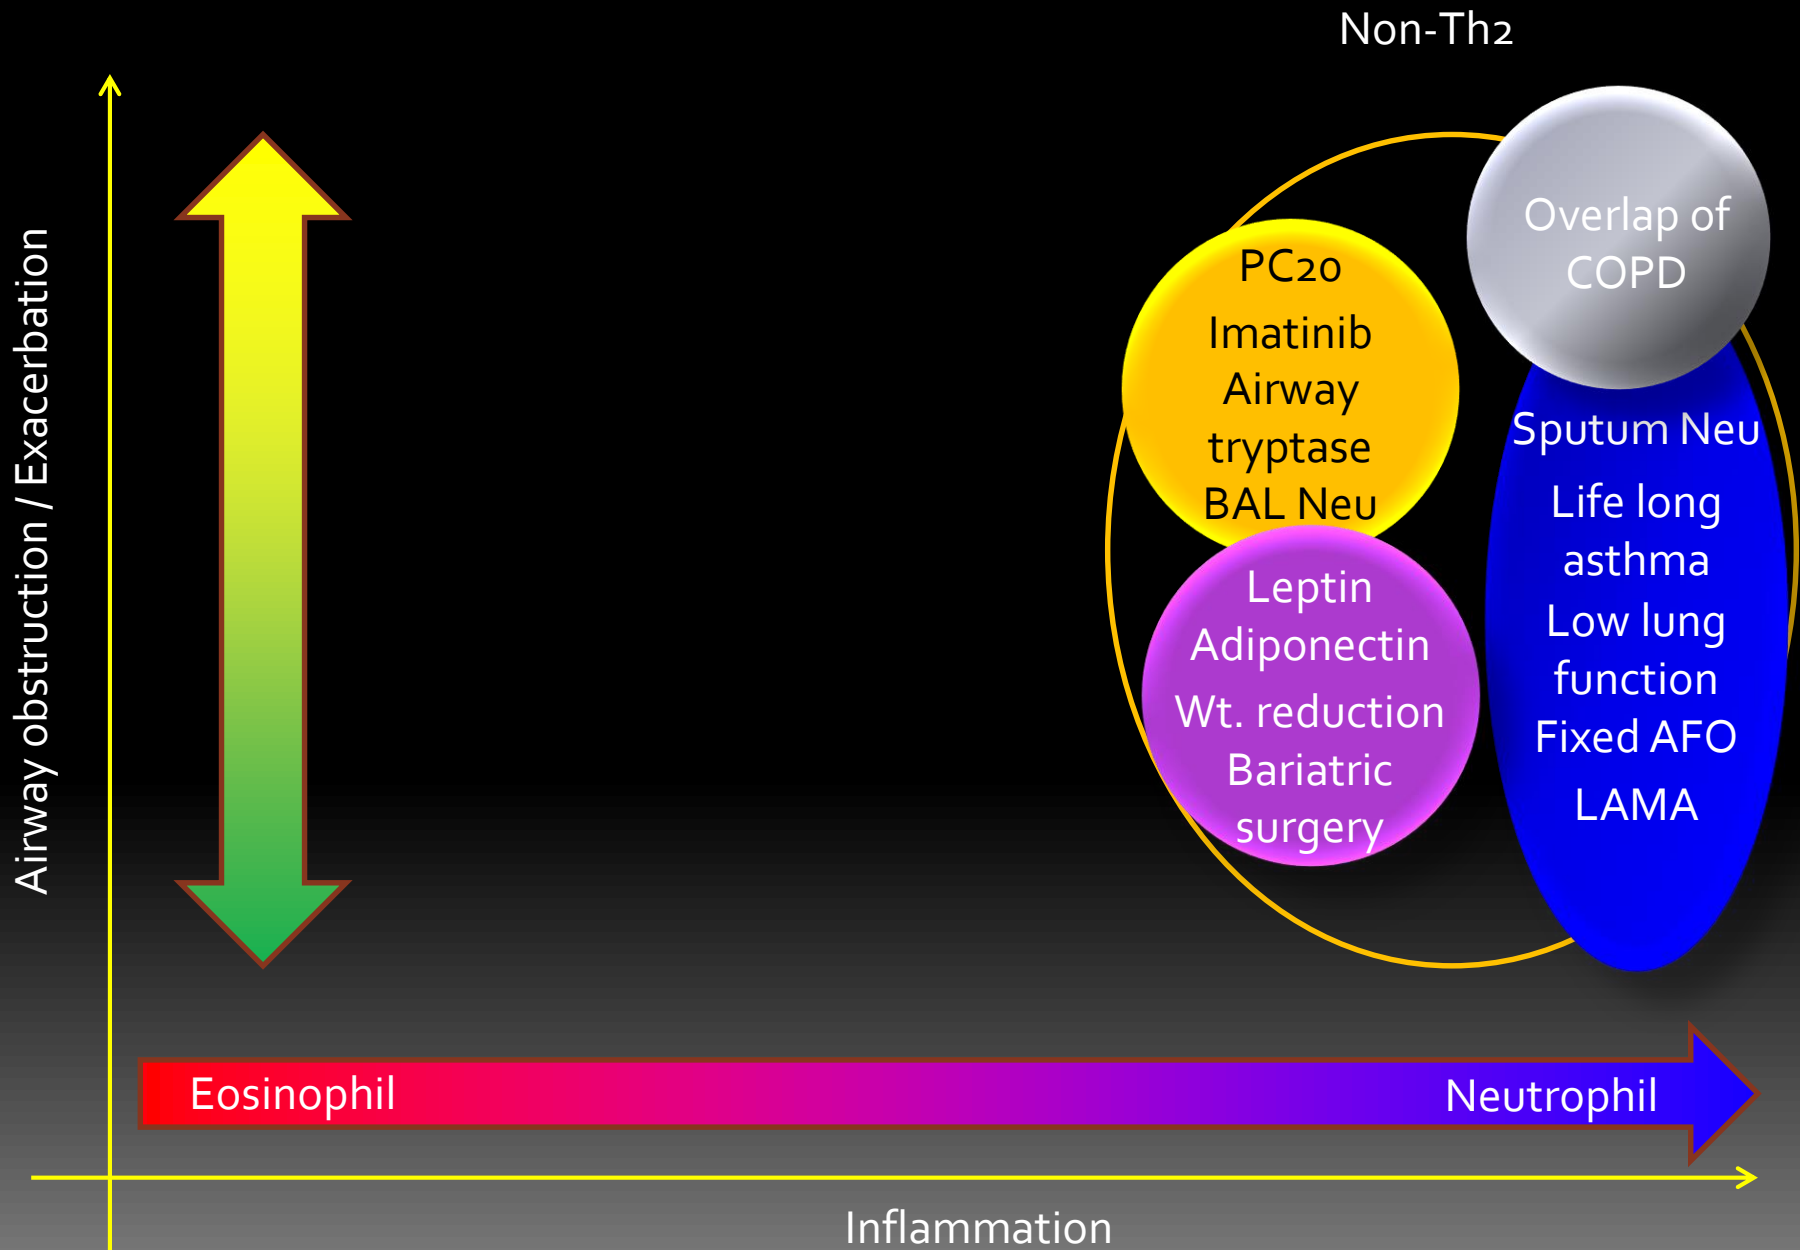 Non-Th2
Airway obstruction / Exacerbation
Overlap of
COPD
PC20
Imatinib
Airway
tryptase
BAL Neu
Leptin
Adiponectin
Wt. reduction
Bariatric
surgery
Sputum Neu
Life long
asthma
Low lung
function
Fixed AFO
LAMA
Eosinophil
Neutrophil
Inflammation